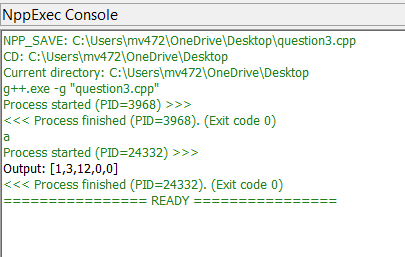 NppExec Console
NPP_SAVE: C:\Users\mv472\OneDrive\Desktop\question3.cpp
CD: C:\Users\mv472\OneDrive\Desktop
Current directory: C:\Users\mv472\OneDrive\Desktop
g++.exe -g "question3.cpp"
Process started (PID=3968) >>>
<<< Process finished (PID=3968). (Exit code 0)
a
Process started (PID=24332) >>>
Output: [1,3,12,0,0]
<<< Process finished (PID=24332). (Exit code 0)
================ READY ================